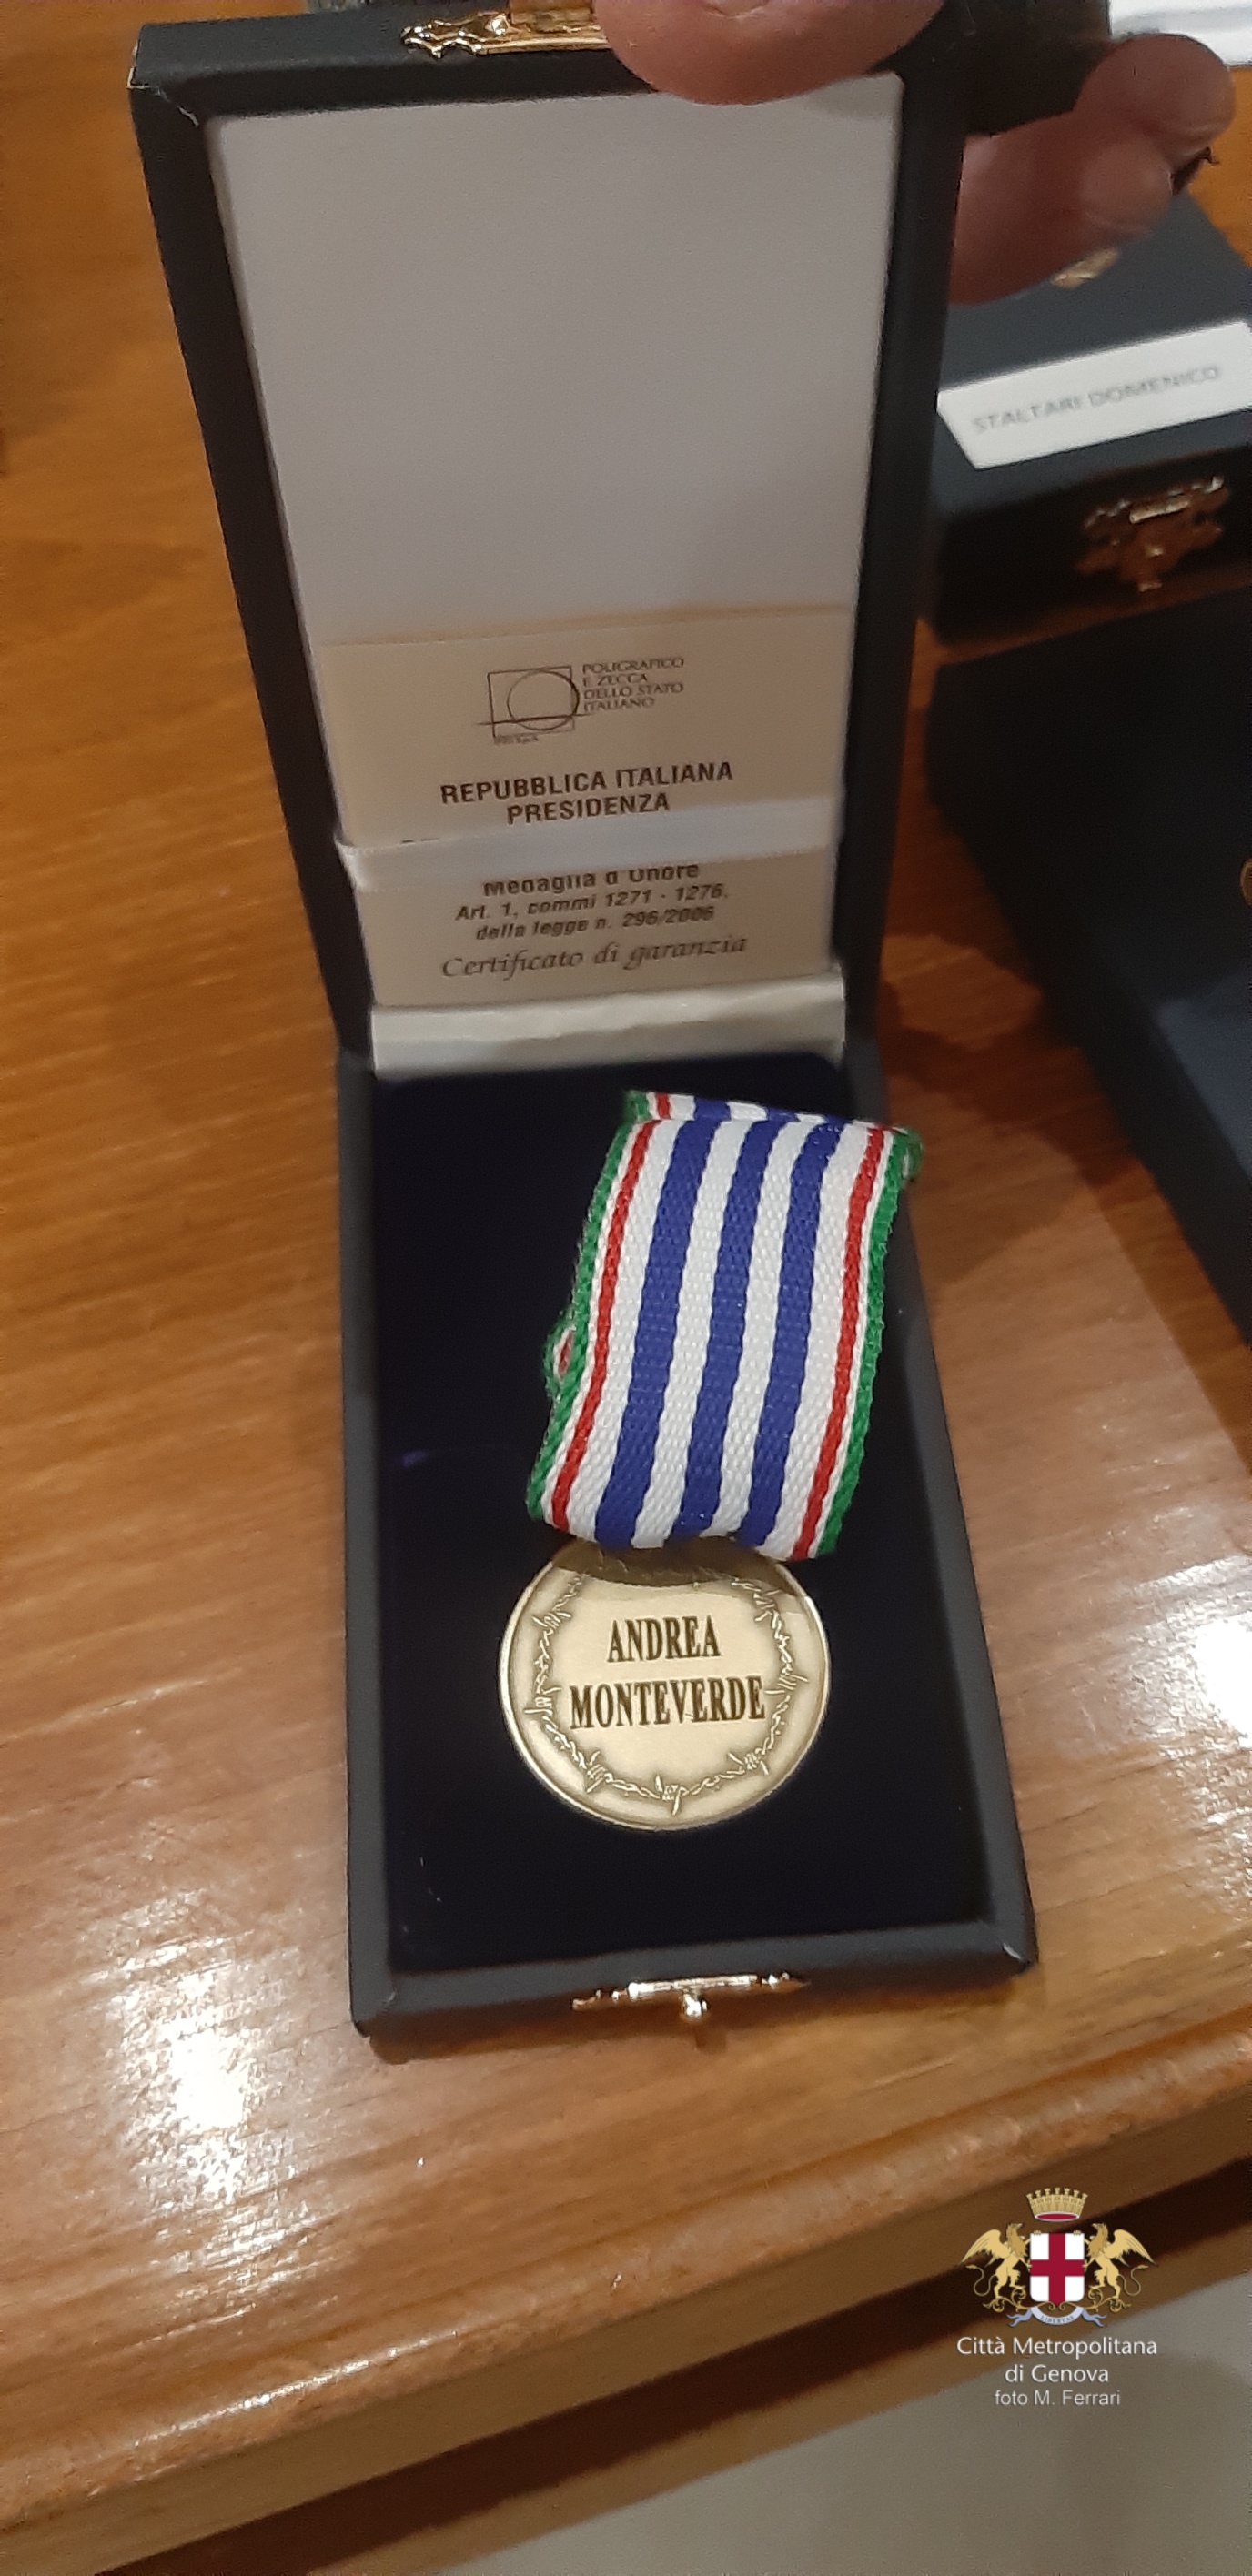 STALTARI DOMENICO
POLIGRAFICO
E ZECCA
DELLO STATO
ITALIANO
REPUBBLICA ITALIANA
PRESIDENZA
Medaglia d'Onore
Art. 1, commi 1271 - 1276,
della legge n. 296/2006
Certificato di garanzia
ANDREA
MONTEVERDE
LIBERTAS
Città Metropolitana
di Genova
foto M. Ferrari